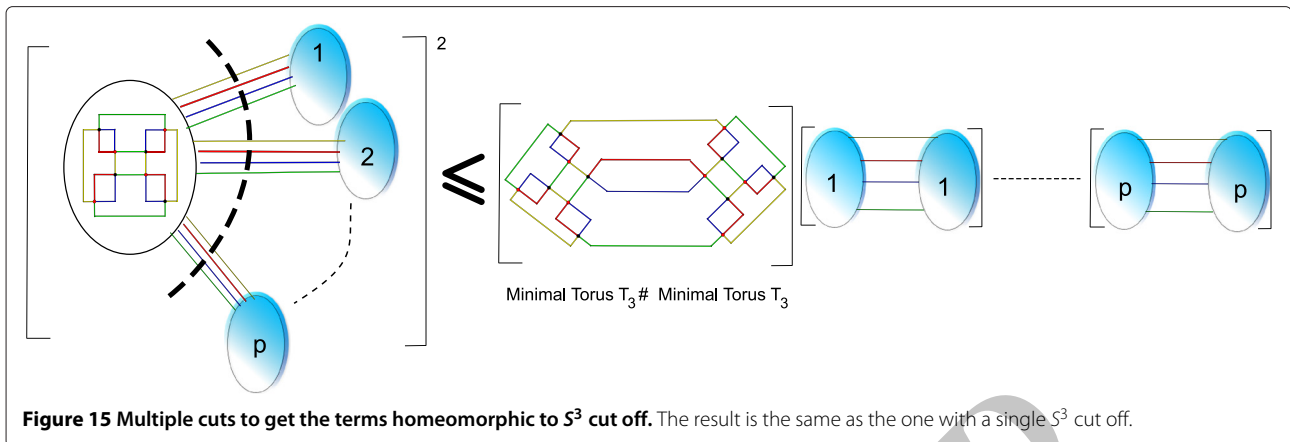 2
1
2
p
≤
Minimal Torus T3 # Minimal Torus T3
1 1
p p
Figure 15 Multiple cuts to get the terms homeomorphic to S3 cut off. The result is the same as the one with a single S3 cut off.